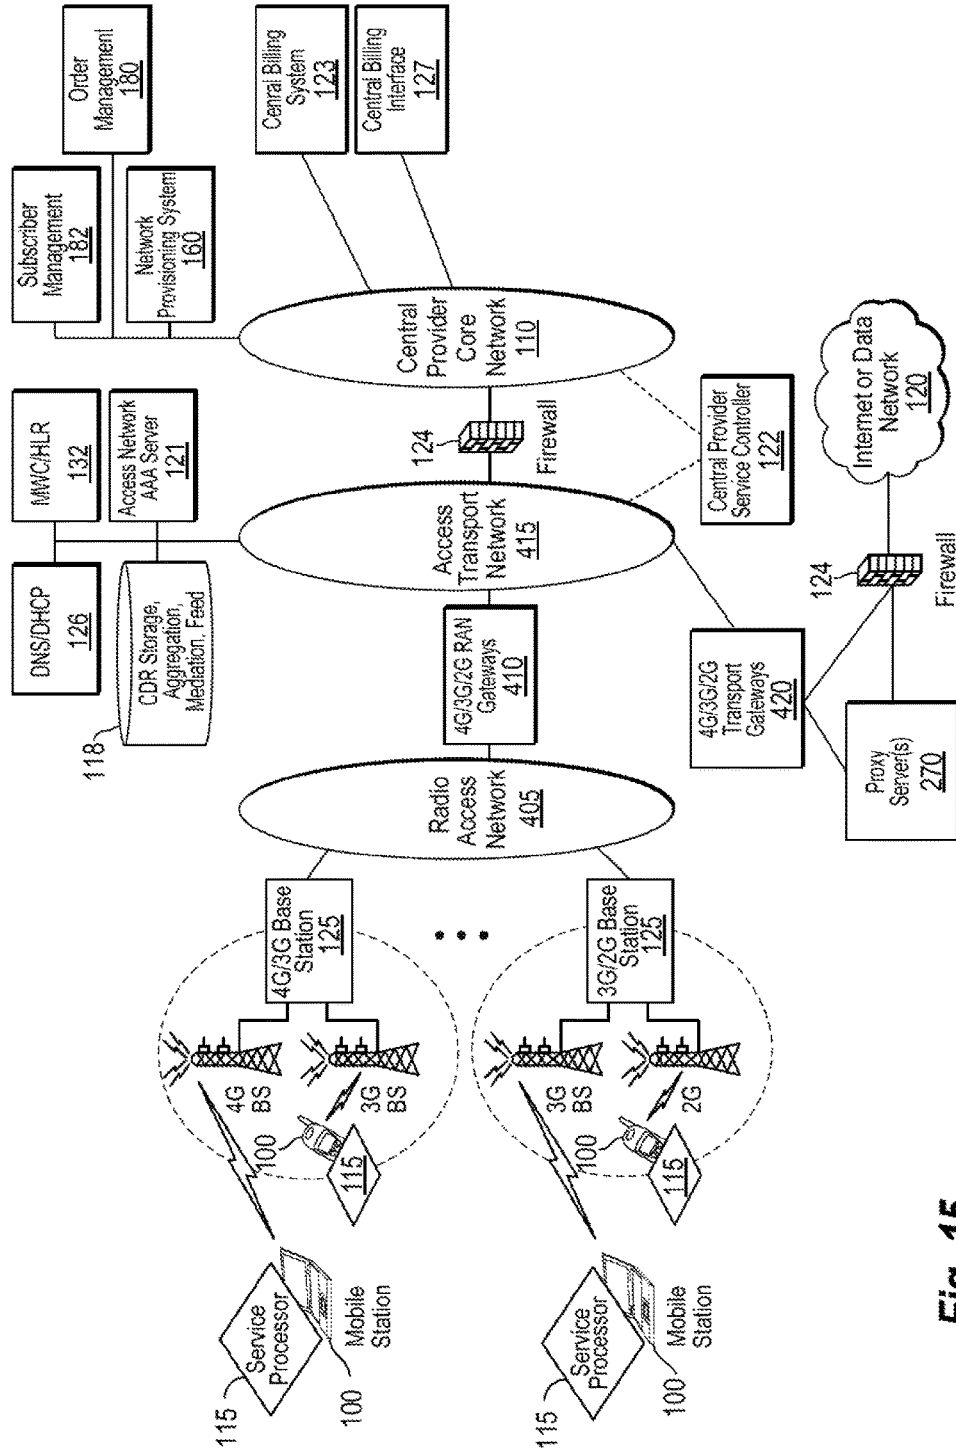 Subscriber
Management
182
Order
Management
180
Network
Provisioning System
160
Cenral Billing
System
123
Central Billing
Interface
127
Central
Provider
Core
Network
110
DNS/DHCP
126
MWC/HLR
132
CDR Storage,
Aggregation,
Mediation, Feed
118
Access Network
AAA Server
121
124
Firewall
Access
Transport
Network
415
Central Provider
Service Controller
122
4G/3G/2G RAN
Gateways
410
Radio
Access
Network
405
4G/3G/2G
Transport
Gateways
420
Proxy
Server(s)
270
124
Firewall
Internet or Data
Network
120
4G/3G Base
Station
125
4G
BS
3G
BS
100
115
Service
Processor
115
100
Mobile
Station
3G/2G Base
Station
125
3G
BS
2G
100
115
Service
Processor
115
100
Mobile
Station
Fig. 15